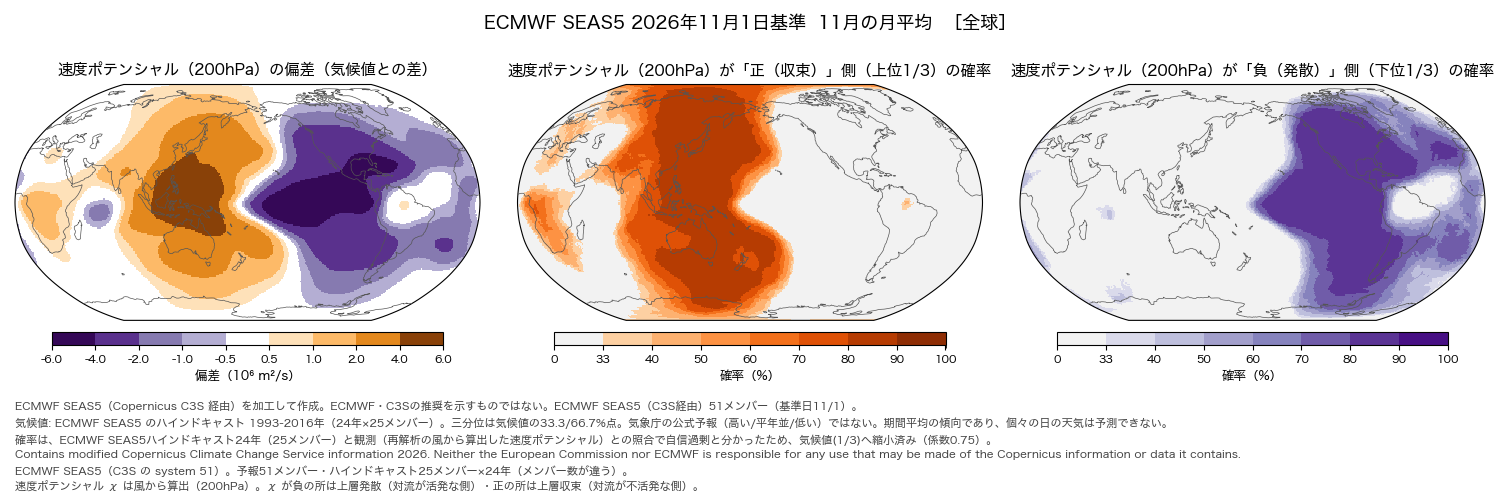 ECMWF SEAS5 2026年11月1日基準 11月の月平均 ［全球］
速度ポテンシャル（200hPa）の偏差（気候値との差）
速度ポテンシャル（200hPa）が「正（収束）」側（上位1/3）の確率
速度ポテンシャル（200hPa）が「負（発散）」側（下位1/3）の確率
-6.0 -4.0 -2.0 -1.0 -0.5 0.5 1.0 2.0 4.0 6.0
偏差（10⁶ m²/s）
0 33 40 50 60 70 80 90 100
確率（%）
0 33 40 50 60 70 80 90 100
確率（%）
ECMWF SEAS5（Copernicus C3S 経由）を加工して作成。ECMWF・C3Sの推奨を示すものではない。ECMWF SEAS5（C3S経由）51メンバー（基準日11/1）。
気候値: ECMWF SEAS5 のハインドキャスト 1993-2016年（24年×25メンバー）。三分位は気候値の33.3/66.7%点。気象庁の公式予報（高い/平年並/低い）ではない。期間平均の傾向であり、個々の日の天気は予測できない。
確率は、ECMWF SEAS5ハインドキャスト24年（25メンバー）と観測（再解析の風から算出した速度ポテンシャル）との照合で自信過剰と分かったため、気候値(1/3)へ縮小済み（係数0.75）。
Contains modified Copernicus Climate Change Service information 2026. Neither the European Commission nor ECMWF is responsible for any use that may be made of the Copernicus information or data it contains.
ECMWF SEAS5（C3S の system 51）。予報51メンバー・ハインドキャスト25メンバー×24年（メンバー数が違う）。
速度ポテンシャル χ は風から算出（200hPa）。χ が負の所は上層発散（対流が活発な側）・正の所は上層収束（対流が不活発な側）。